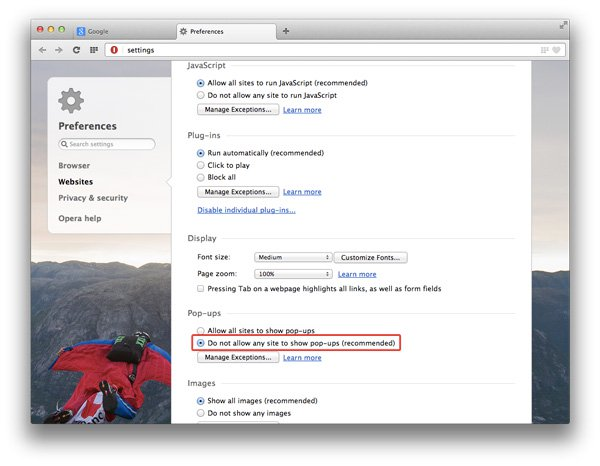 Google
Preferences
settings
Preferences
Search settings
Browser
Websites
Privacy & security
Opera help
JavaScript
Allow all sites to run JavaScript (recommended)
Do not allow any site to run JavaScript
Manage Exceptions... Learn more
Plug-ins
Run automatically (recommended)
Click to play
Block all
Manage Exceptions... Learn more
Disable individual plug-ins...
Display
Font size: Medium Customize Fonts...
Page zoom: 100% Learn more
Pressing Tab on a webpage highlights all links, as well as form fields
Pop-ups
Allow all sites to show pop-ups
Do not allow any site to show pop-ups (recommended)
Manage Exceptions... Learn more
Images
Show all images (recommended)
Do not show any images